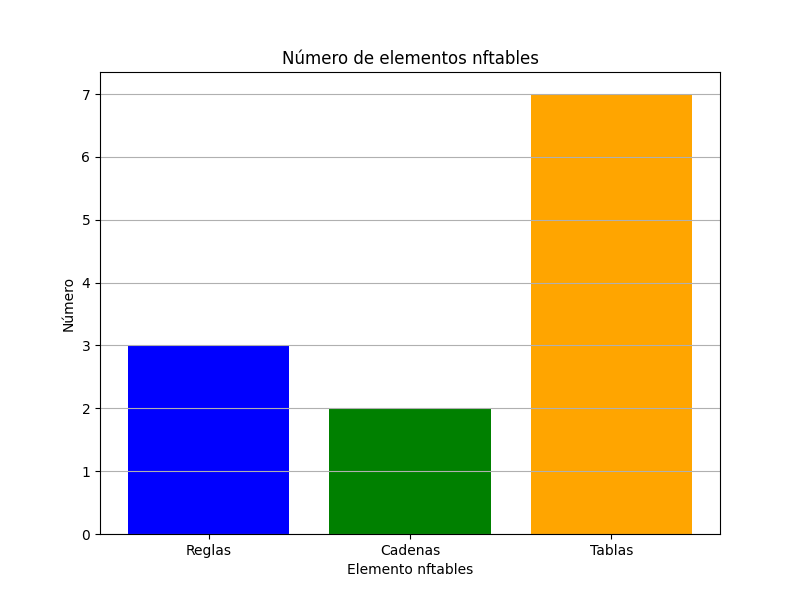 Número de elementos nftables
7
6
5
4
3
2
1
0
Número
Reglas Cadenas Tablas
Elemento nftables